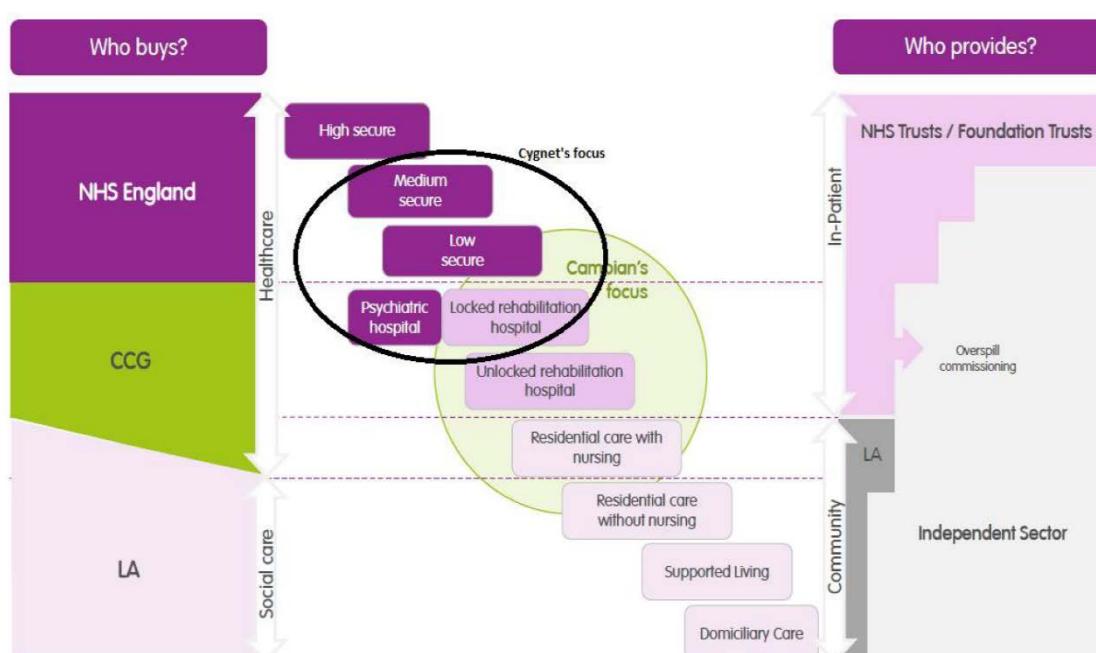 Who buys?
Who provides?
NHS England
CCG
LA
Healthcare
Social care
High secure
Cygnet's focus
Medium
secure
Low
secure
Cambian's
focus
Psychiatric
hospital
Locked rehabilitation
hospital
Unlocked rehabilitation
hospital
Residential care with
nursing
Residential care
without nursing
Supported Living
Domiciliary Care
In-Patient
Community
NHS Trusts / Foundation Trusts
Overspill
commissioning
LA
Independent Sector